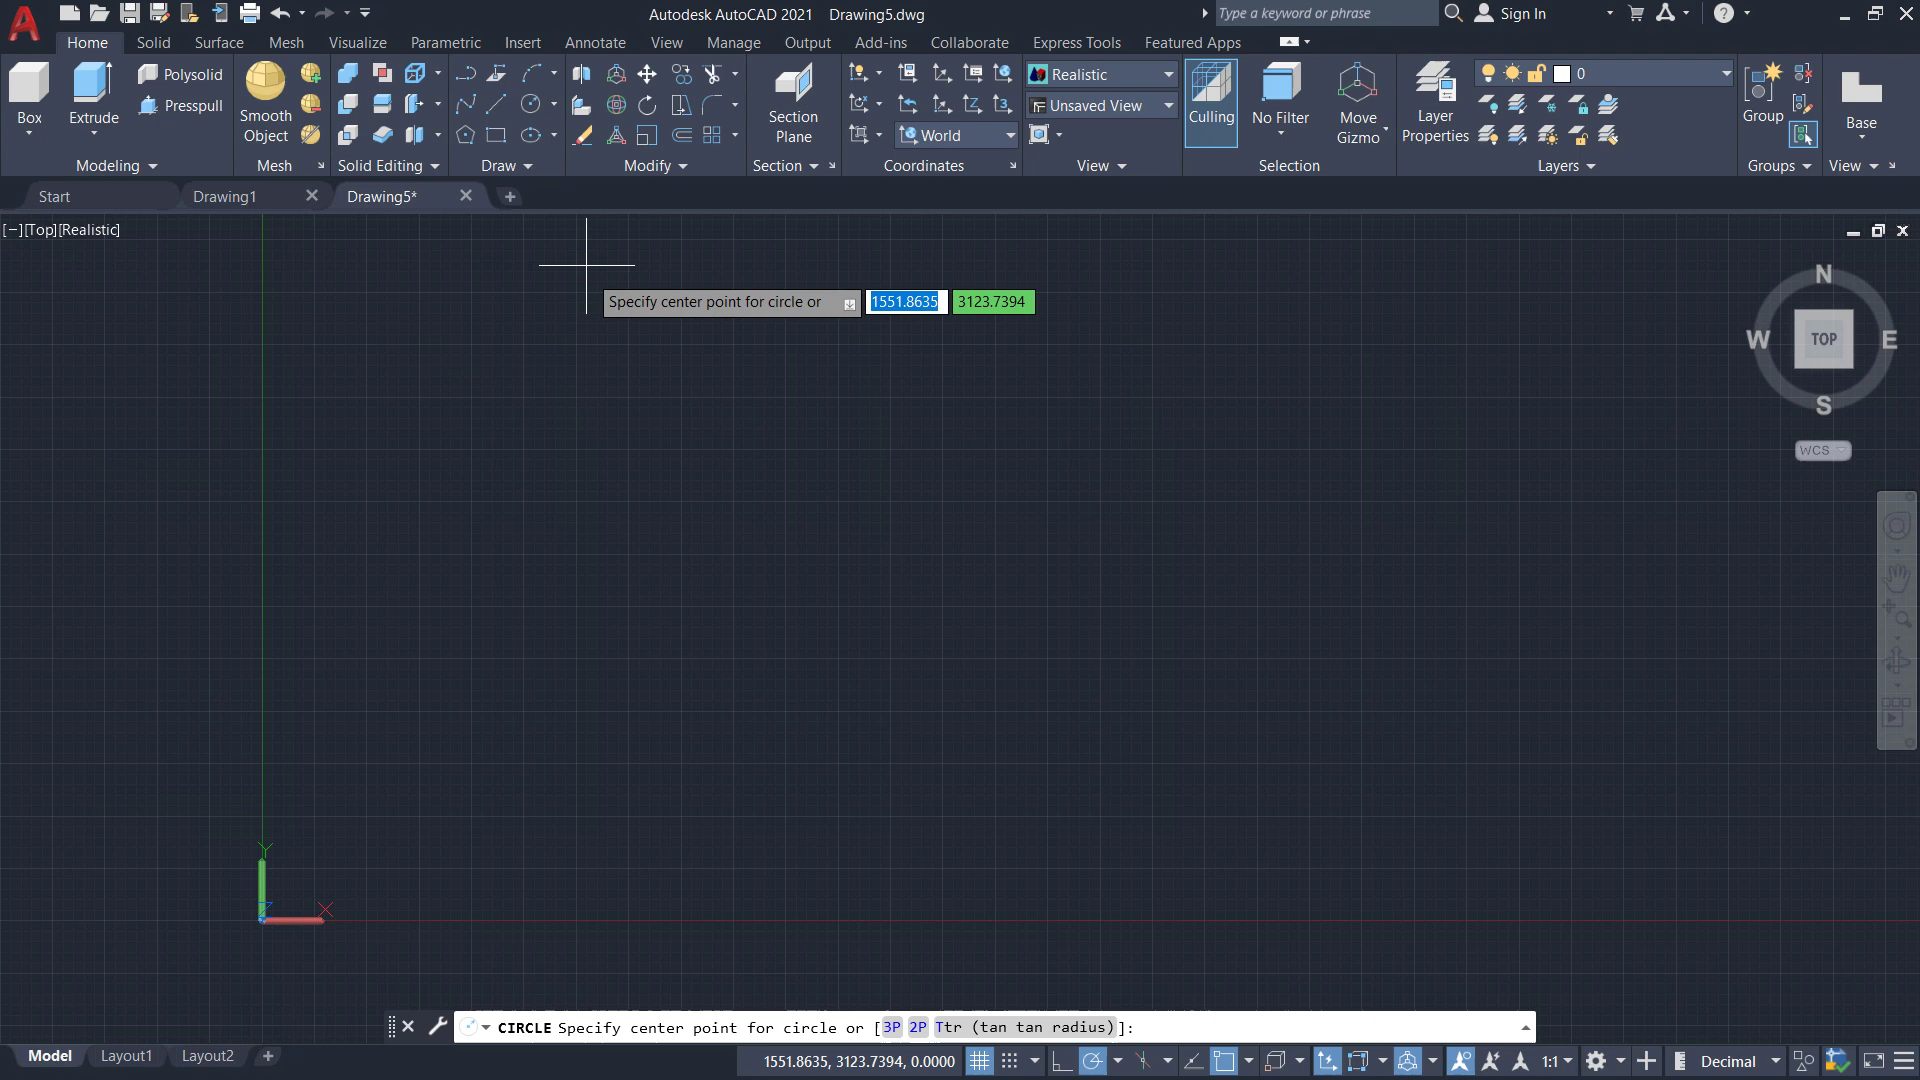 Autodesk AutoCAD 2021 Drawing5.dwg
Type a keyword or phrase
Sign In
Home Solid Surface Mesh Visualize Parametric Insert Annotate View Manage Output Add-ins Collaborate Express Tools Featured Apps
Box
Extrude
Polysolid
Presspull
Smooth Object
Section Plane
World
Realistic
Unsaved View
Culling
No Filter
Move Gizmo
Layer Properties
0
Group
Base
Modeling Mesh Solid Editing Draw Modify Section Coordinates View Selection Layers Groups View
Start Drawing1 Drawing5*
[−][Top][Realistic]
Specify center point for circle or 1551.8635 3123.7394
N
W TOP E
S
WCS
Y
X
CIRCLE Specify center point for circle or [3P 2P Ttr (tan tan radius)]:
Model Layout1 Layout2
1551.8635, 3123.7394, 0.0000
1:1
Decimal